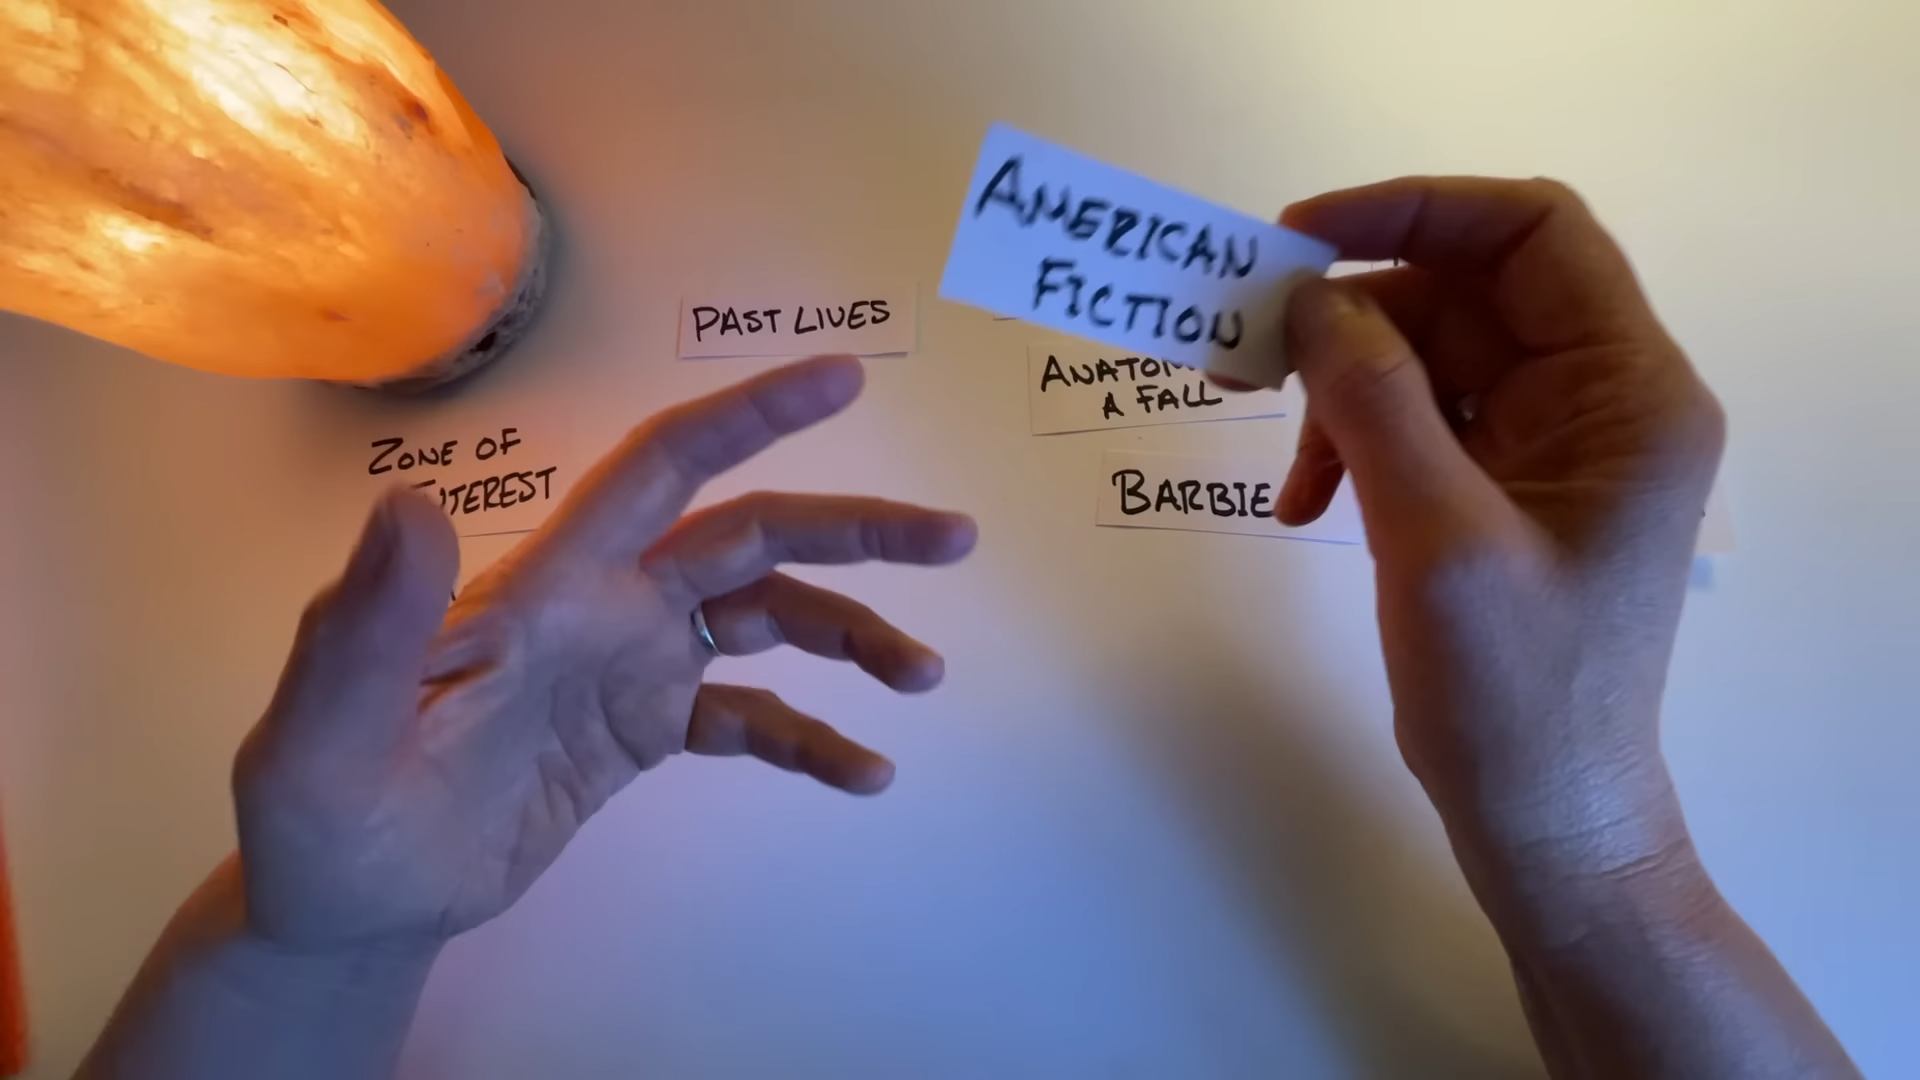 AMERICAN
FICTION
PAST LIVES
A FALL
ZONE OF
BARBIE